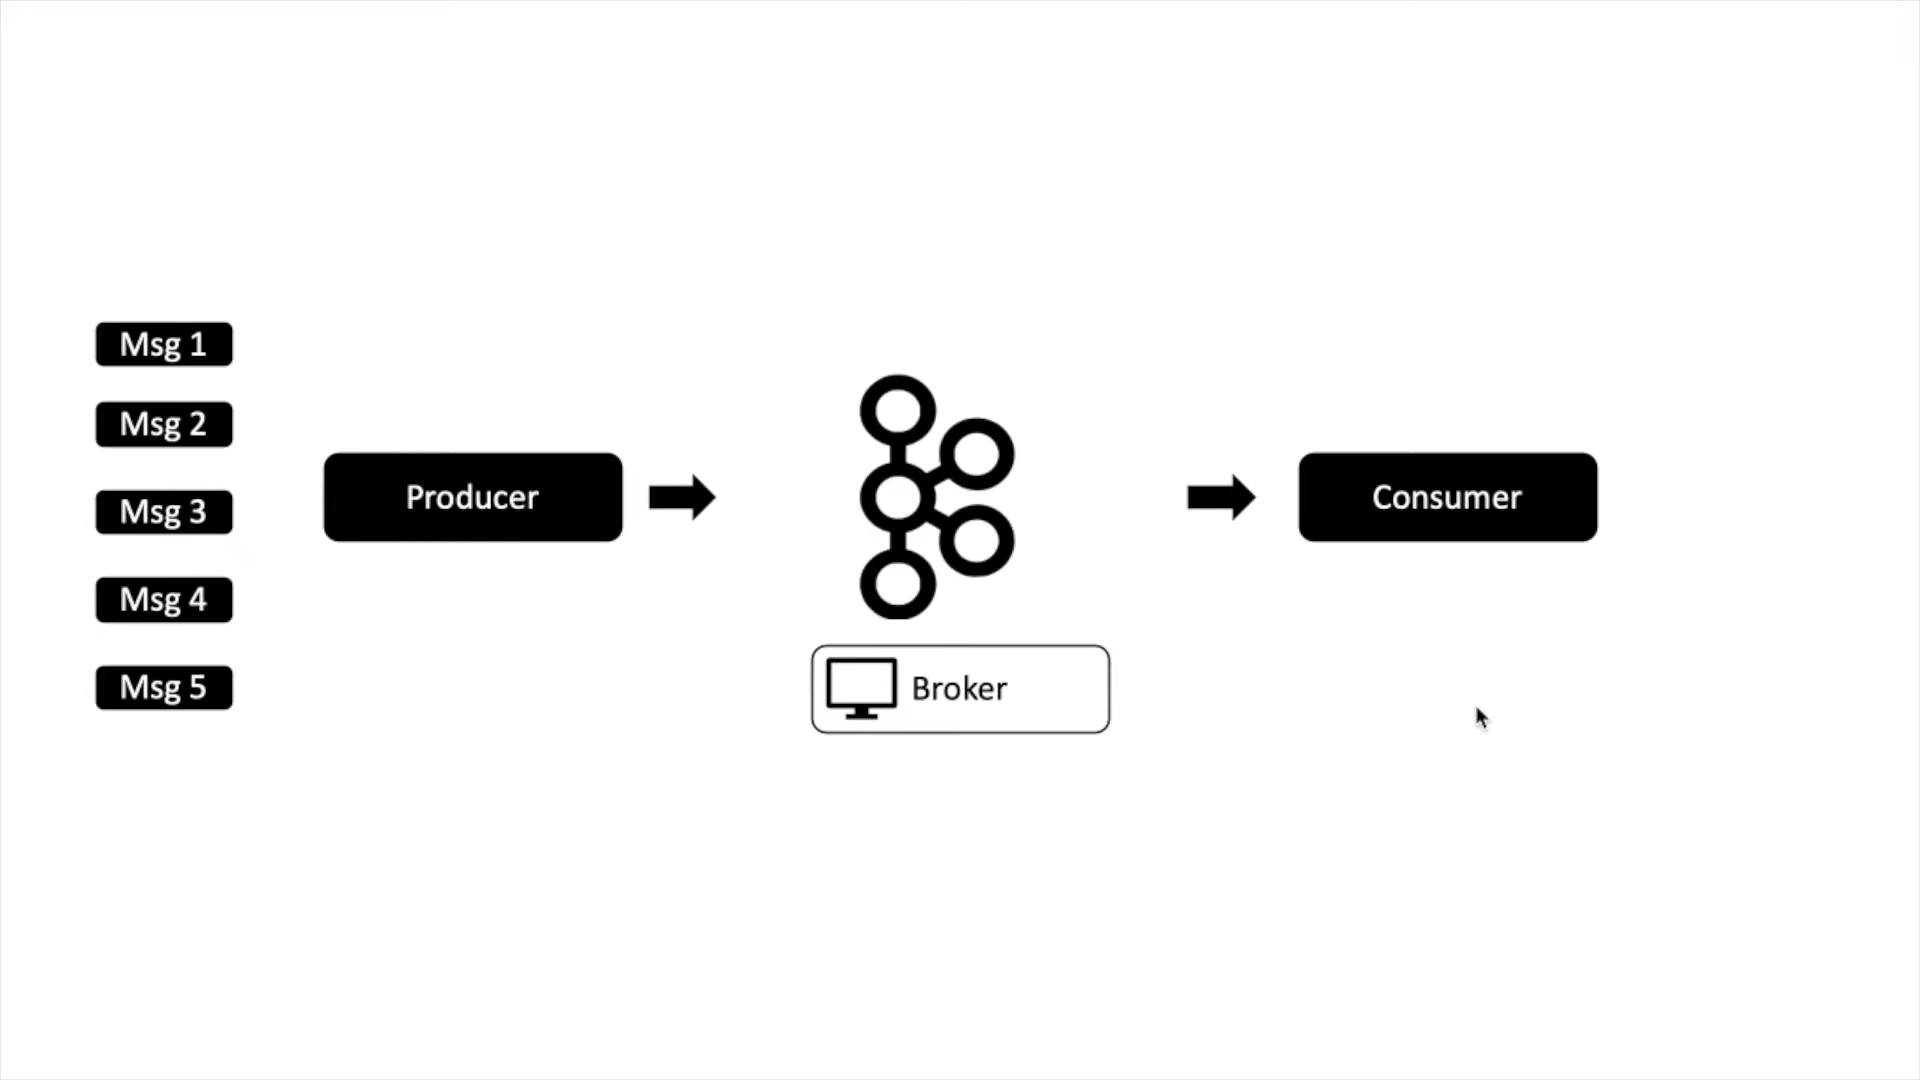 Msg 1
Msg 2
Msg 3
Msg 4
Msg 5
Producer
Broker
Consumer